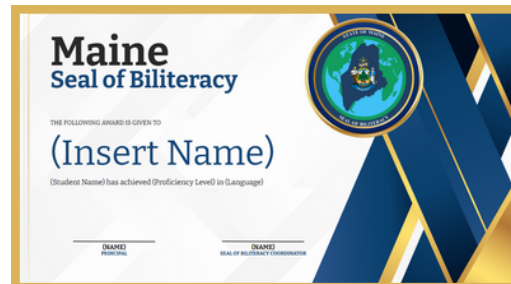 Maine
Seal of Biliteracy
STATE OF MAINE
SEAL OF BILITERACY
THE FOLLOWING AWARD IS GIVEN TO
(Insert Name)
(Student Name) has achieved (Proficiency Level) in (Language)
(NAME)
PRINCIPAL
(NAME)
SEAL OF BILITERACY COORDINATOR